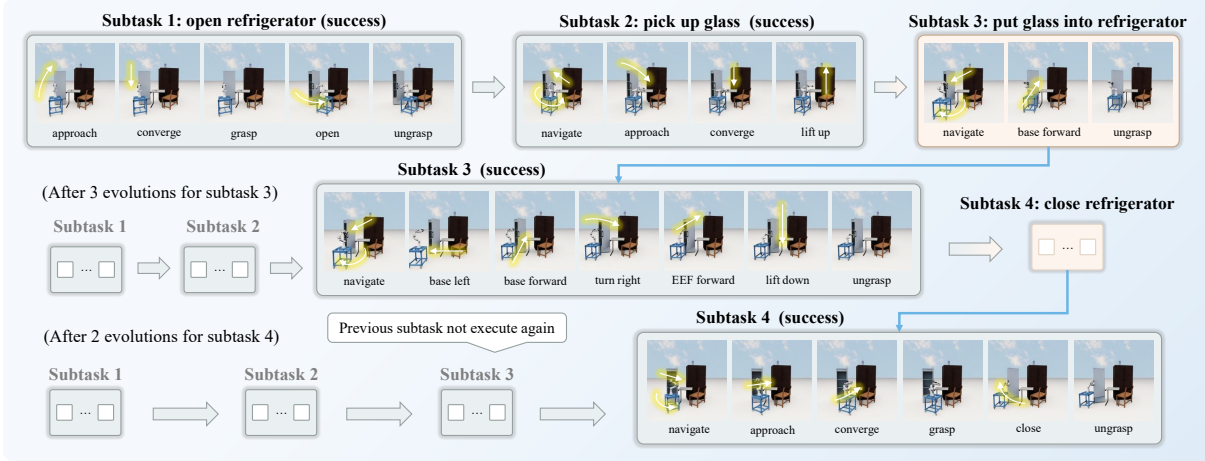 Subtask 1: open refrigerator (success)
Subtask 2: pick up glass (success)
Subtask 3: put glass into refrigerator
approach converge grasp open ungrasp
navigate approach converge lift up
navigate base forward ungrasp
Subtask 3 (success)
(After 3 evolutions for subtask 3)
Subtask 1
Subtask 2
...
...
navigate base left base forward turn right EEF forward lift down ungrasp
Subtask 4: close refrigerator
...
(After 2 evolutions for subtask 4)
Previous subtask not execute again
Subtask 4 (success)
Subtask 1
Subtask 2
Subtask 3
...
...
...
navigate approach converge grasp close ungrasp